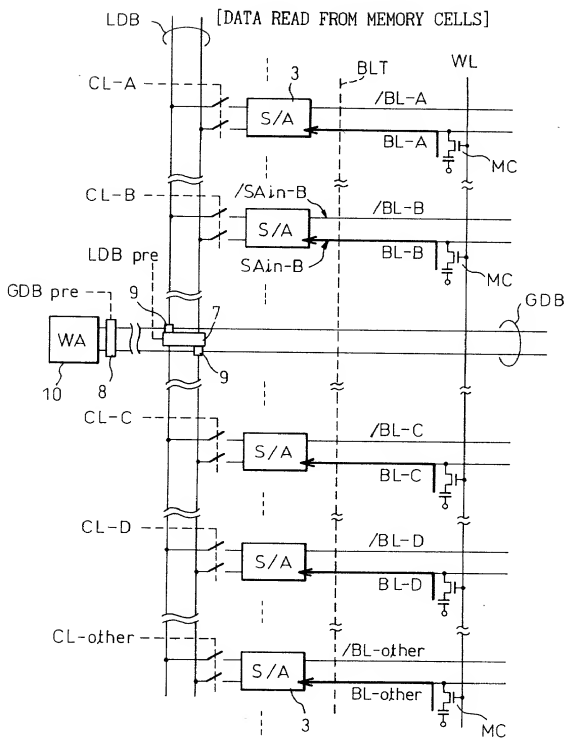 LDB
[DATA READ FROM MEMORY CELLS]
BLT
WL
CL-A
3
S/A
/BL-A
BL-A
MC
CL-B
/SAin-B
S/A
/BL-B
SAin-B
BL-B
MC
LDB pre
GDB pre
9
7
GDB
WA
10
8
9
CL-C
S/A
/BL-C
BL-C
CL-D
S/A
/BL-D
BL-D
CL-other
S/A
/BL-other
BL-other
3
MC